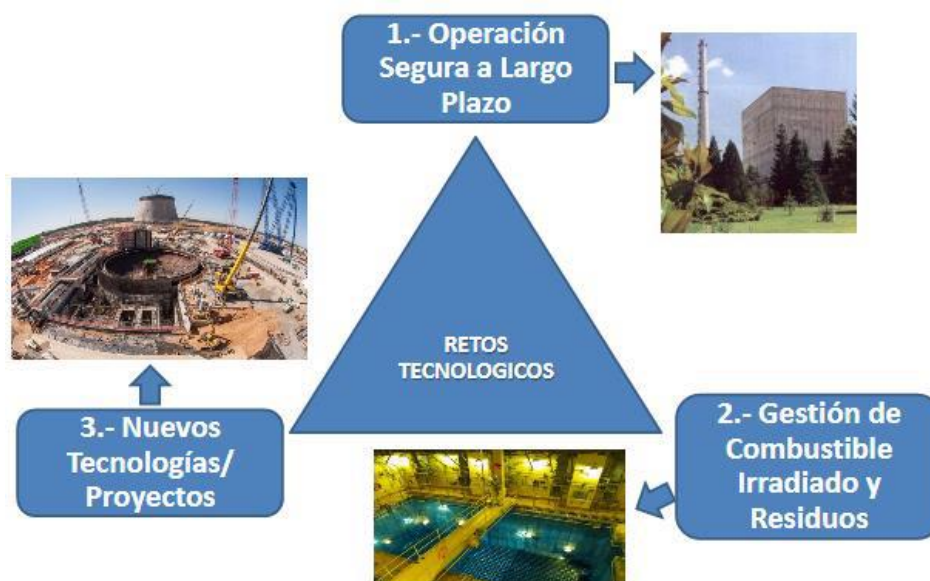 1.- Operación
Segura a Largo
Plazo
RETOS
TECNOLOGICOS
2.- Gestión de
Combustible
Irradiado y
Residuos
3.- Nuevos
Tecnologías/
Proyectos